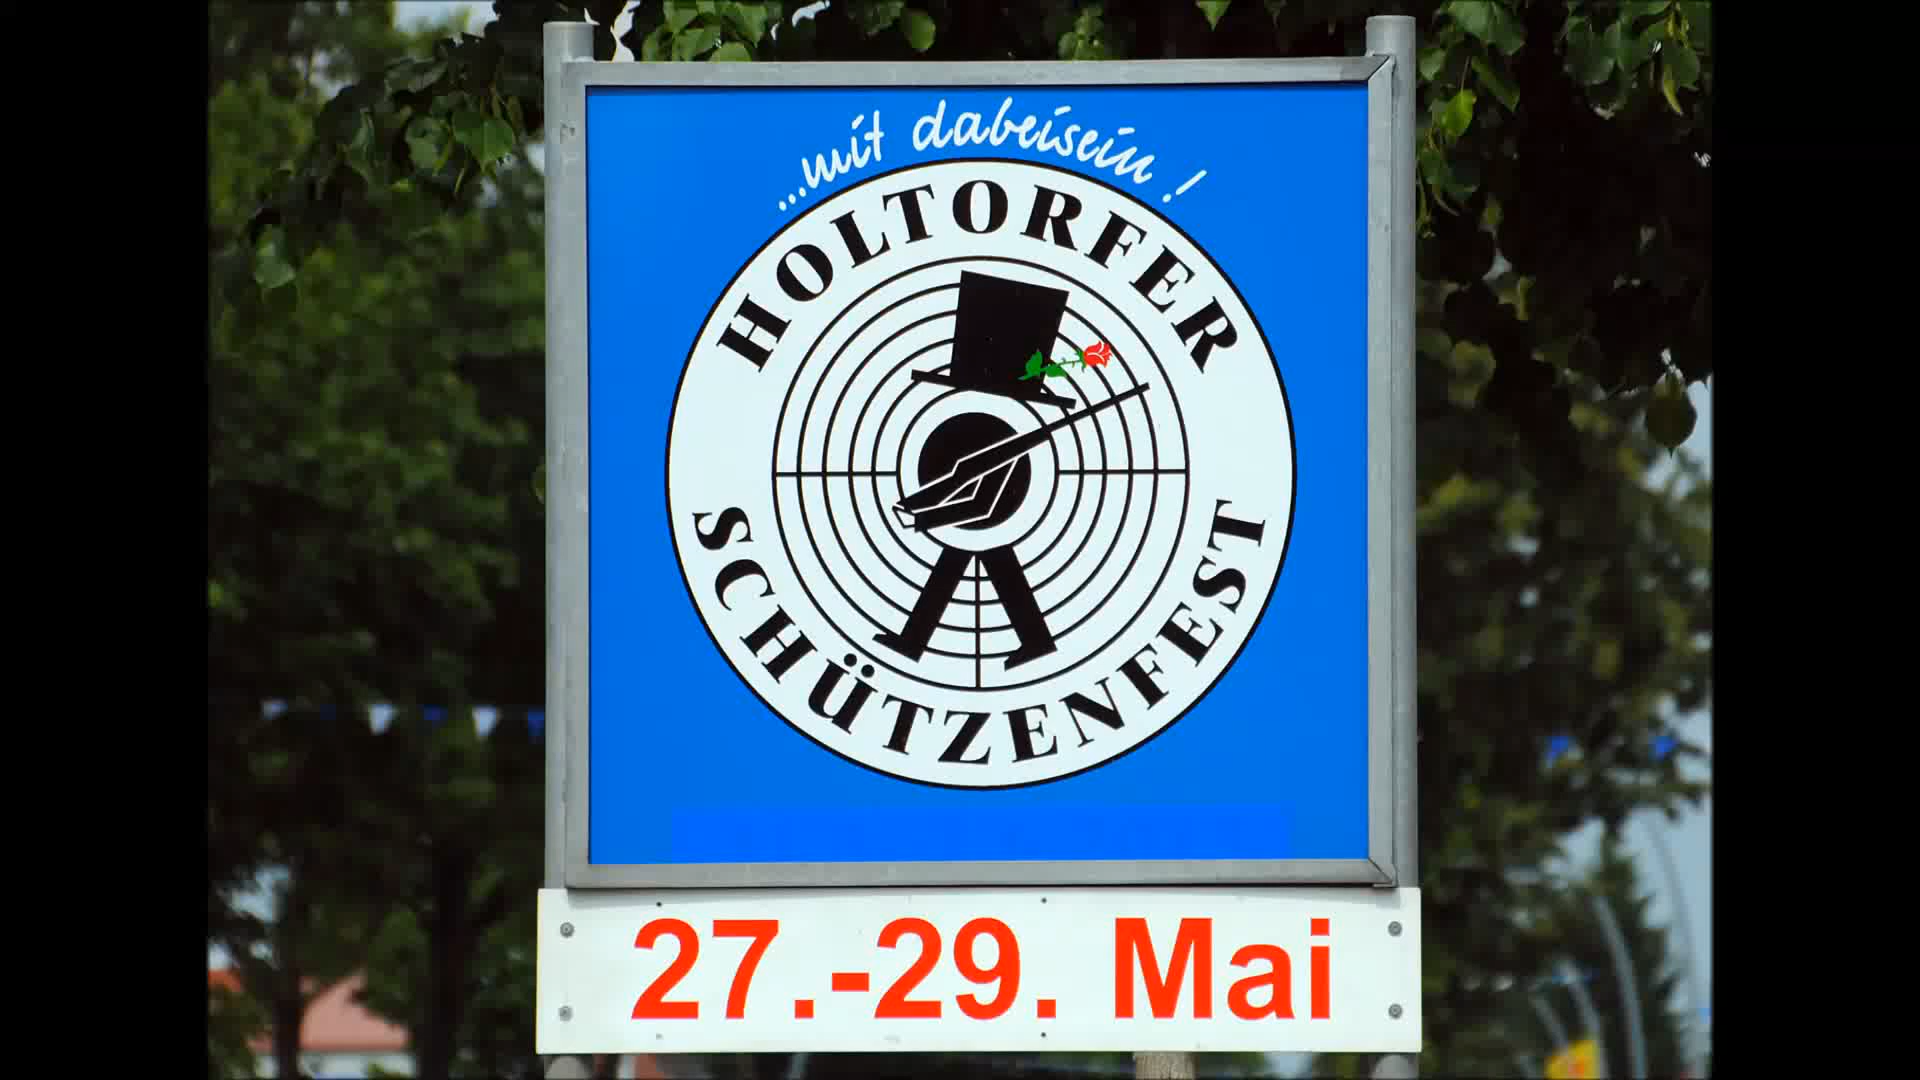 ...mit dabeisein !
HOLTORFER
SCHÜTZENFEST
27.-29. Mai